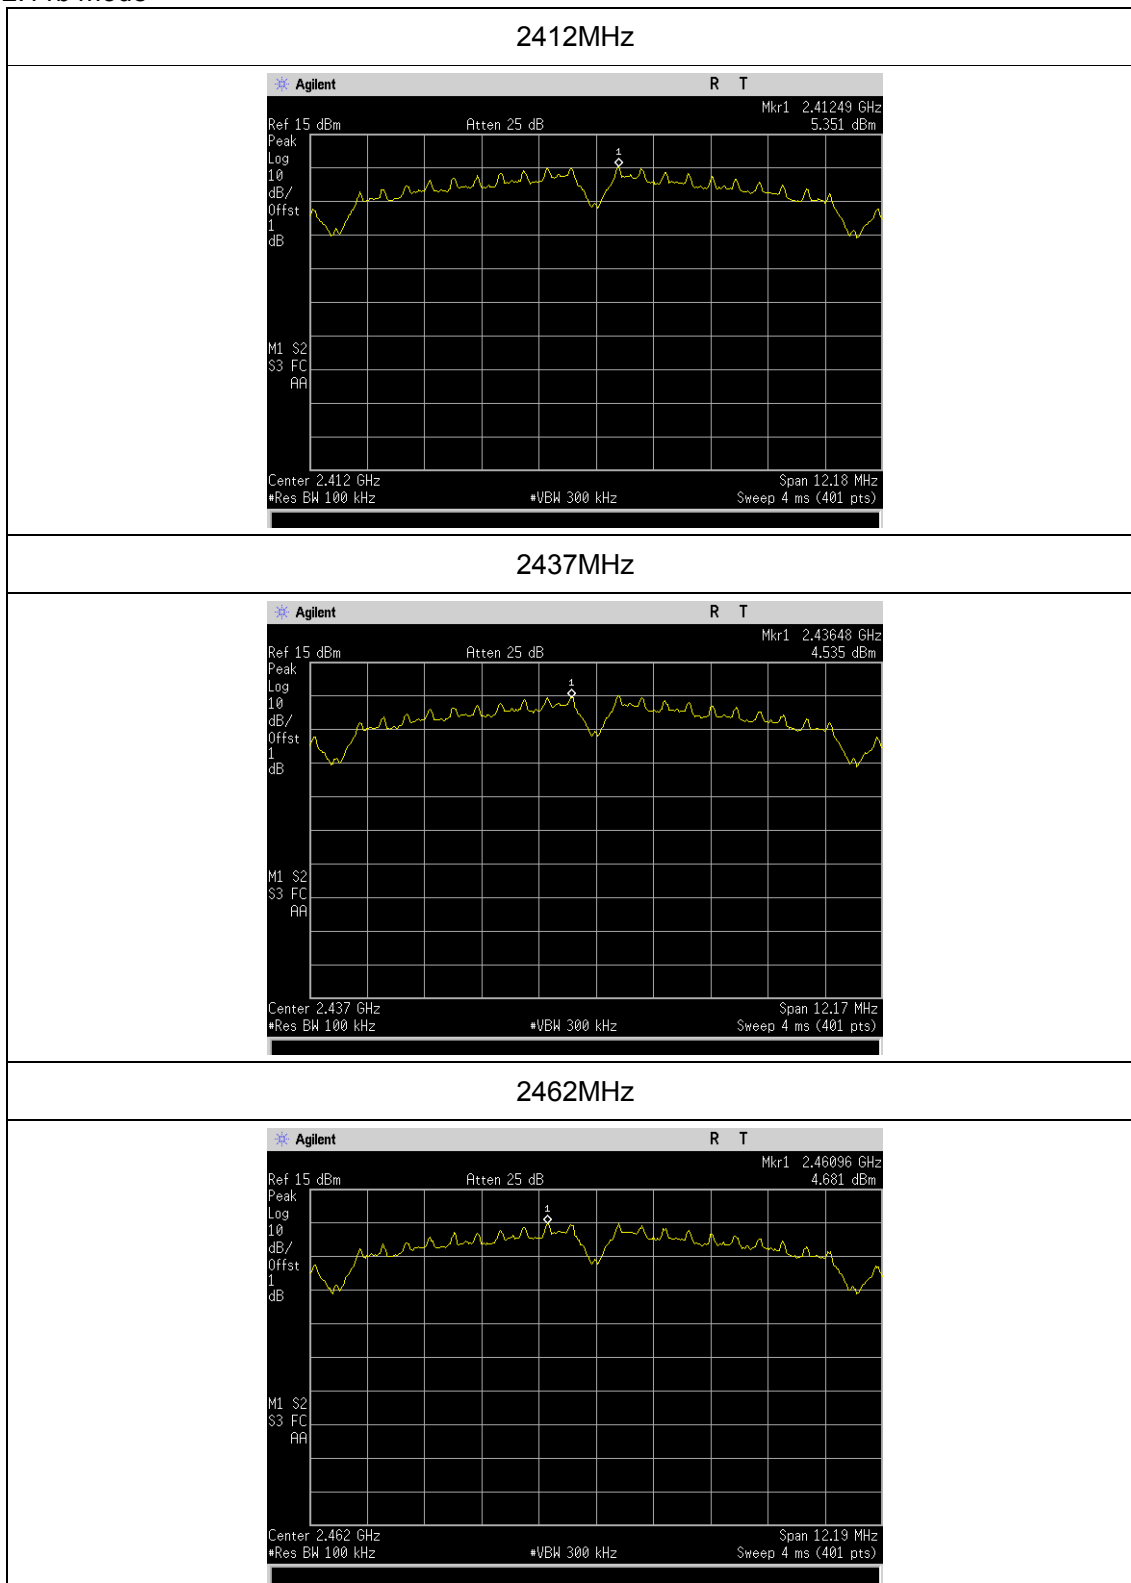 2412MHz
Agilent R T
Mkr1 2.41249 GHz
Ref 15 dBm Atten 25 dB 5.351 dBm
Peak
Log
10
dB/
Offst
1
dB
1
M1 S2
S3 FC
AA
Center 2.412 GHz Span 12.18 MHz
#Res BW 100 kHz #VBW 300 kHz Sweep 4 ms (401 pts)
2437MHz
Agilent R T
Mkr1 2.43648 GHz
Ref 15 dBm Atten 25 dB 4.535 dBm
Peak
Log
10
dB/
Offst
1
dB
1
M1 S2
S3 FC
AA
Center 2.437 GHz Span 12.17 MHz
#Res BW 100 kHz #VBW 300 kHz Sweep 4 ms (401 pts)
2462MHz
Agilent R T
Mkr1 2.46096 GHz
Ref 15 dBm Atten 25 dB 4.681 dBm
Peak
Log
10
dB/
Offst
1
dB
1
M1 S2
S3 FC
AA
Center 2.462 GHz Span 12.19 MHz
#Res BW 100 kHz #VBW 300 kHz Sweep 4 ms (401 pts)